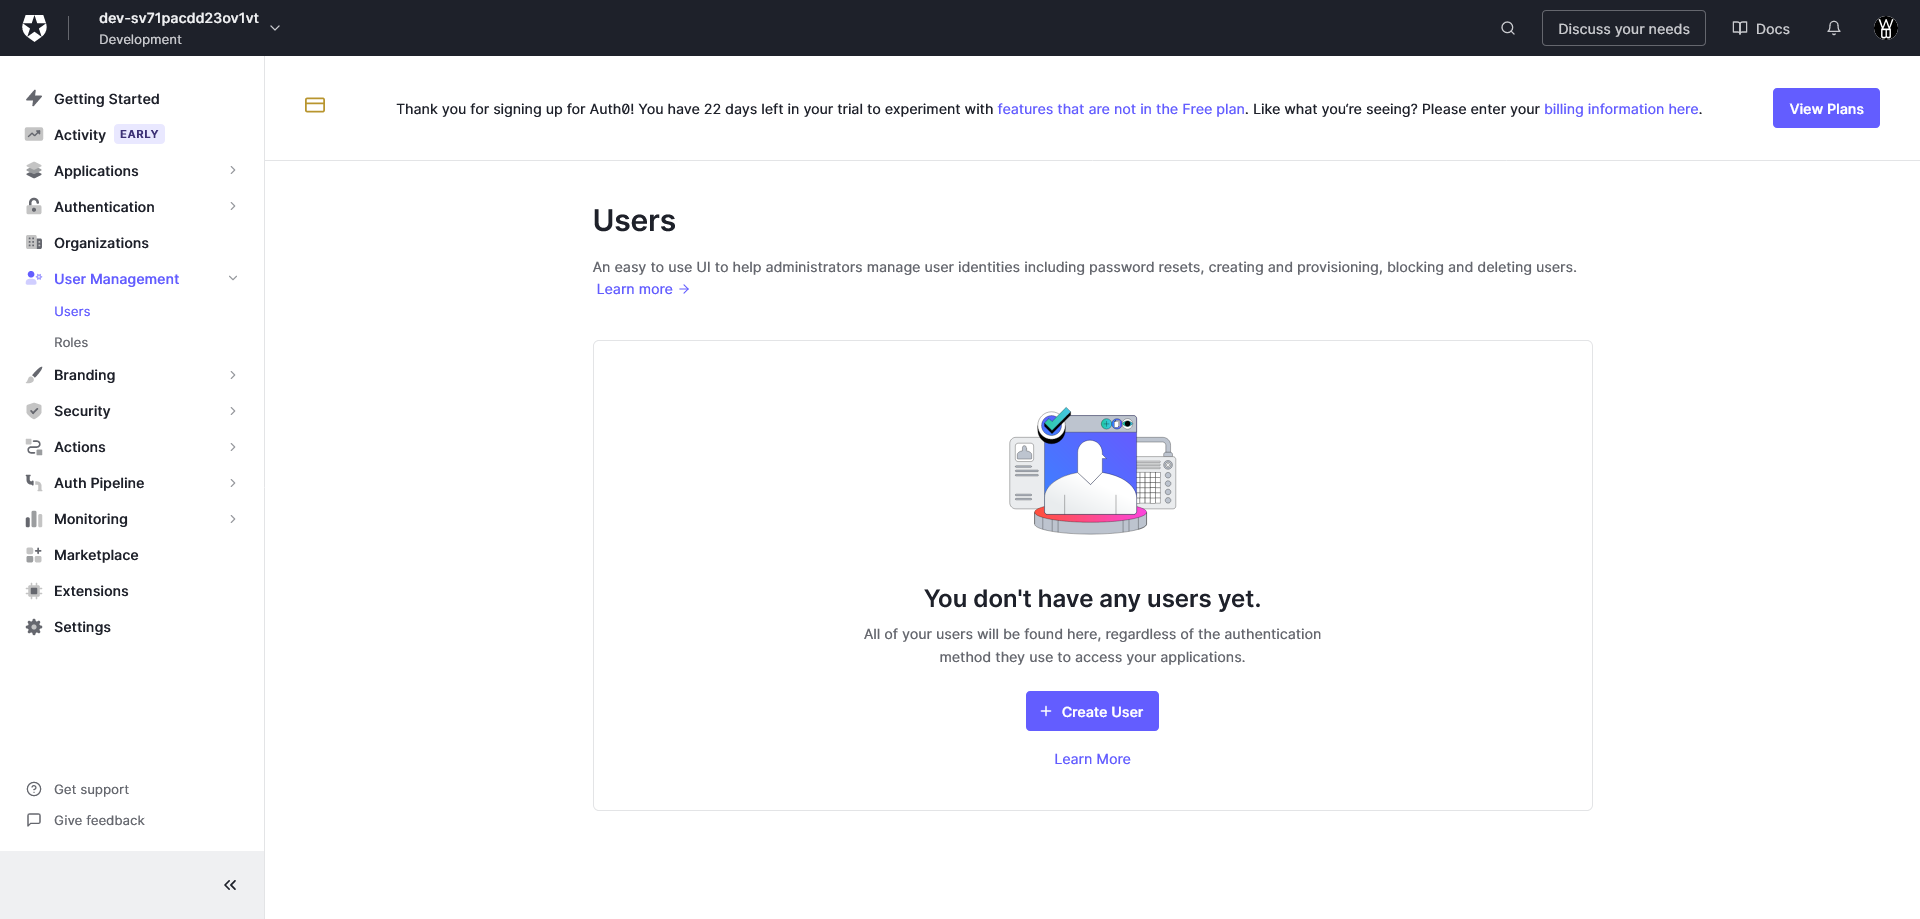 dev-sv71pacdd23ov1vt
Development
Discuss your needs
Docs
Getting Started
Activity EARLY
Applications
Authentication
Organizations
User Management
Users
Roles
Branding
Security
Actions
Auth Pipeline
Monitoring
Marketplace
Extensions
Settings
Get support
Give feedback
Thank you for signing up for Auth0! You have 22 days left in your trial to experiment with features that are not in the Free plan. Like what you're seeing? Please enter your billing information here.
View Plans
Users
An easy to use UI to help administrators manage user identities including password resets, creating and provisioning, blocking and deleting users.
Learn more →
You don't have any users yet.
All of your users will be found here, regardless of the authentication
method they use to access your applications.
+ Create User
Learn More